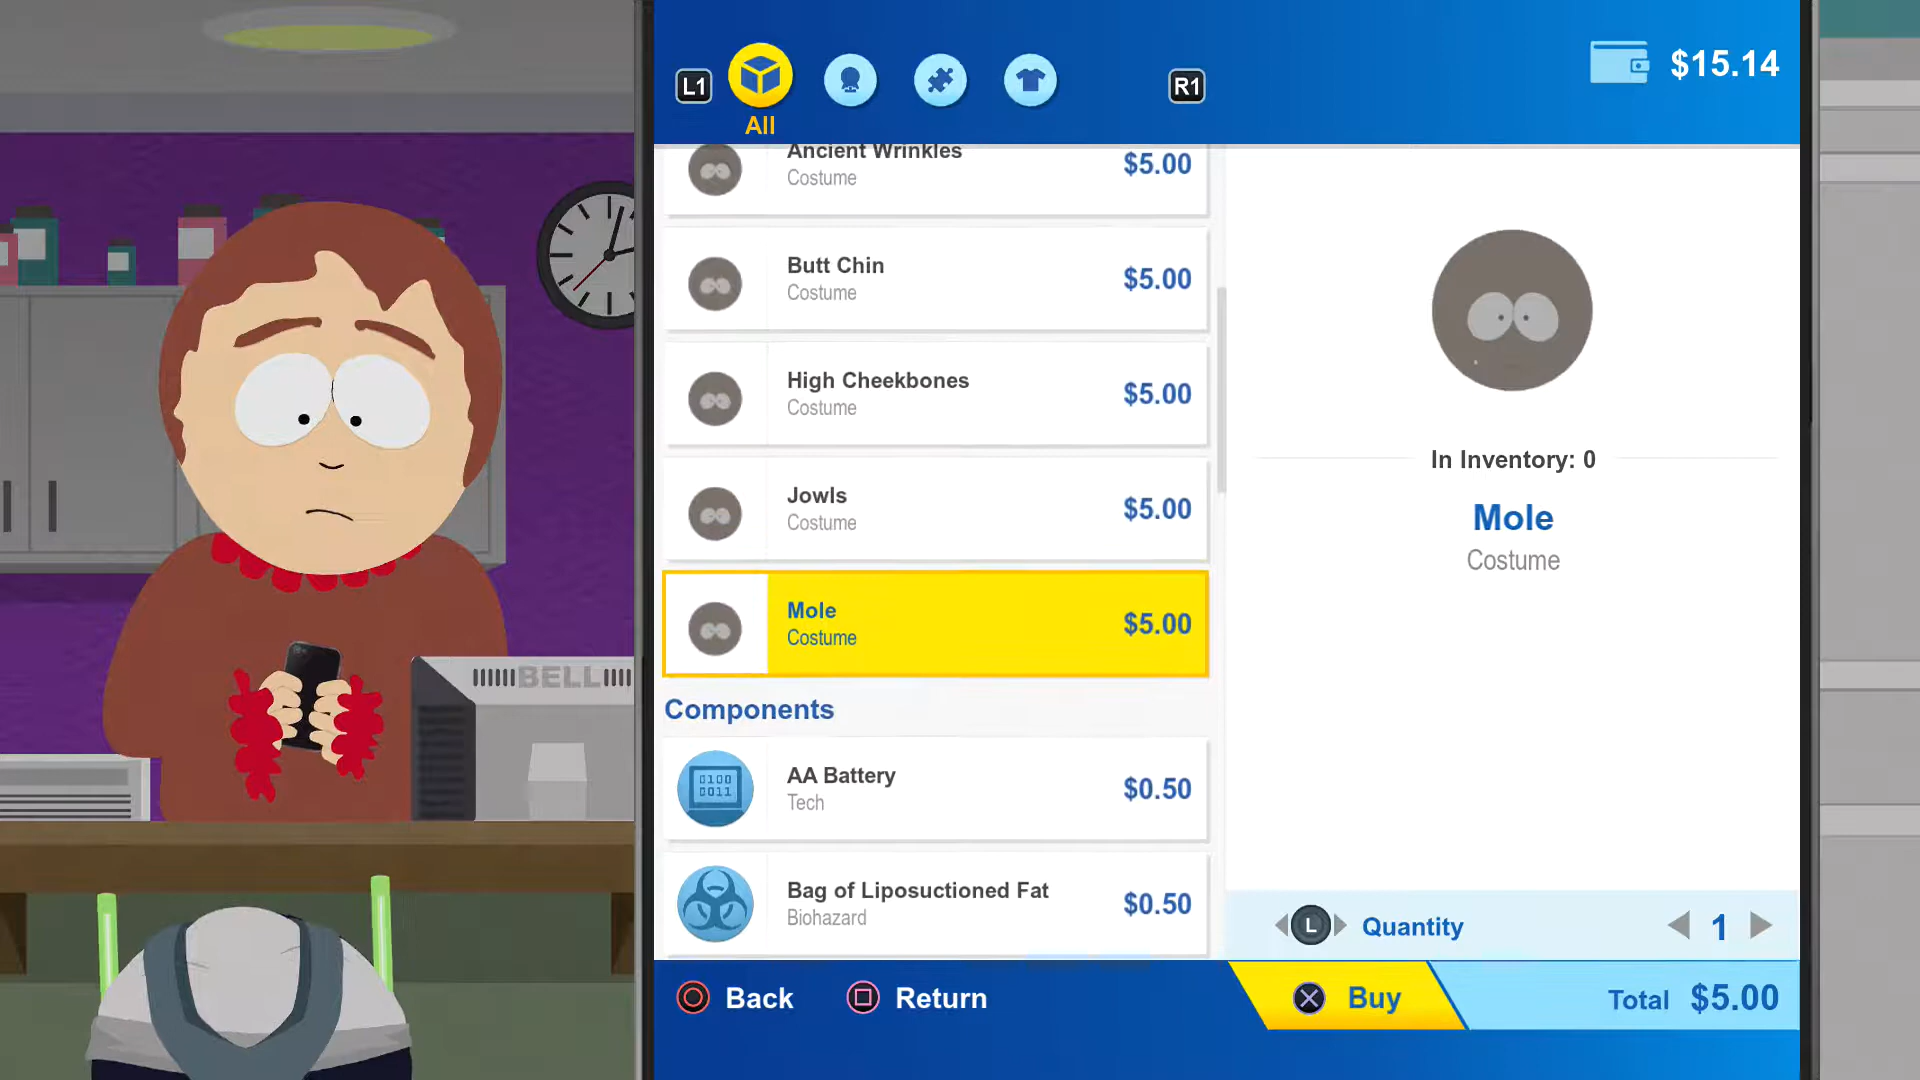 L1
R1
$15.14
All
Ancient Wrinkles
Costume
$5.00
Butt Chin
Costume
$5.00
High Cheekbones
Costume
$5.00
Jowls
Costume
$5.00
Mole
Costume
$5.00
Components
AA Battery
Tech
$0.50
0100
0011
Bag of Liposuctioned Fat
Biohazard
$0.50
In Inventory: 0
Mole
Costume
L
Quantity
1
Back
Return
Buy
Total $5.00
BELL